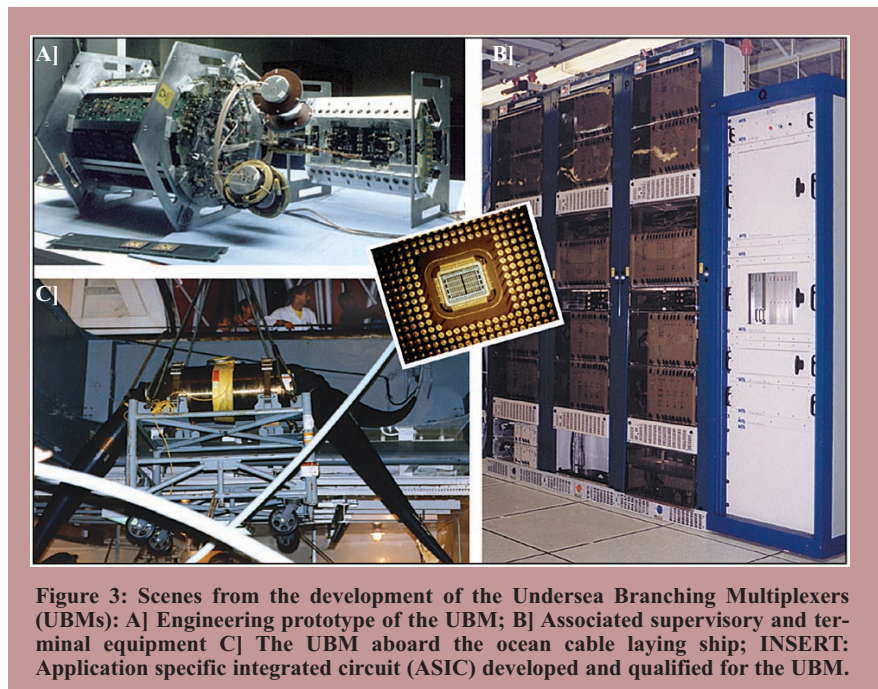 A]
B]
Q
C]
Figure 3: Scenes from the development of the Undersea Branching Multiplexers
(UBMs): A] Engineering prototype of the UBM; B] Associated supervisory and ter-
minal equipment C] The UBM aboard the ocean cable laying ship; INSERT:
Application specific integrated circuit (ASIC) developed and qualified for the UBM.